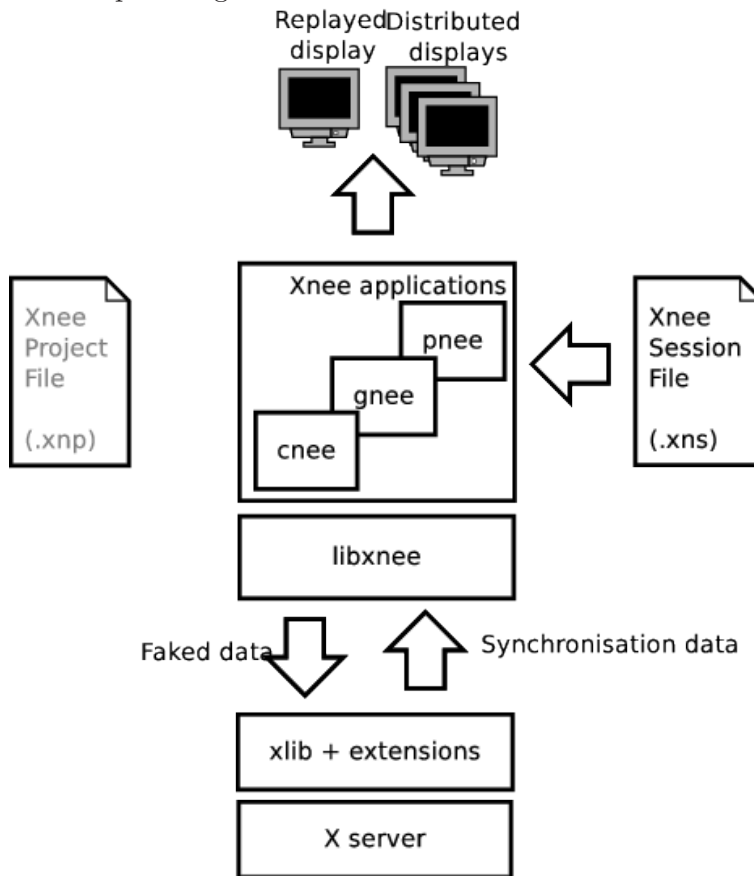 Replayed
display
Distributed
displays
Xnee
Project
File
(.xnp)
Xnee applications
pnee
gnee
cnee
Xnee
Session
File
(.xns)
libxnee
Faked data
Synchronisation data
xlib + extensions
X server